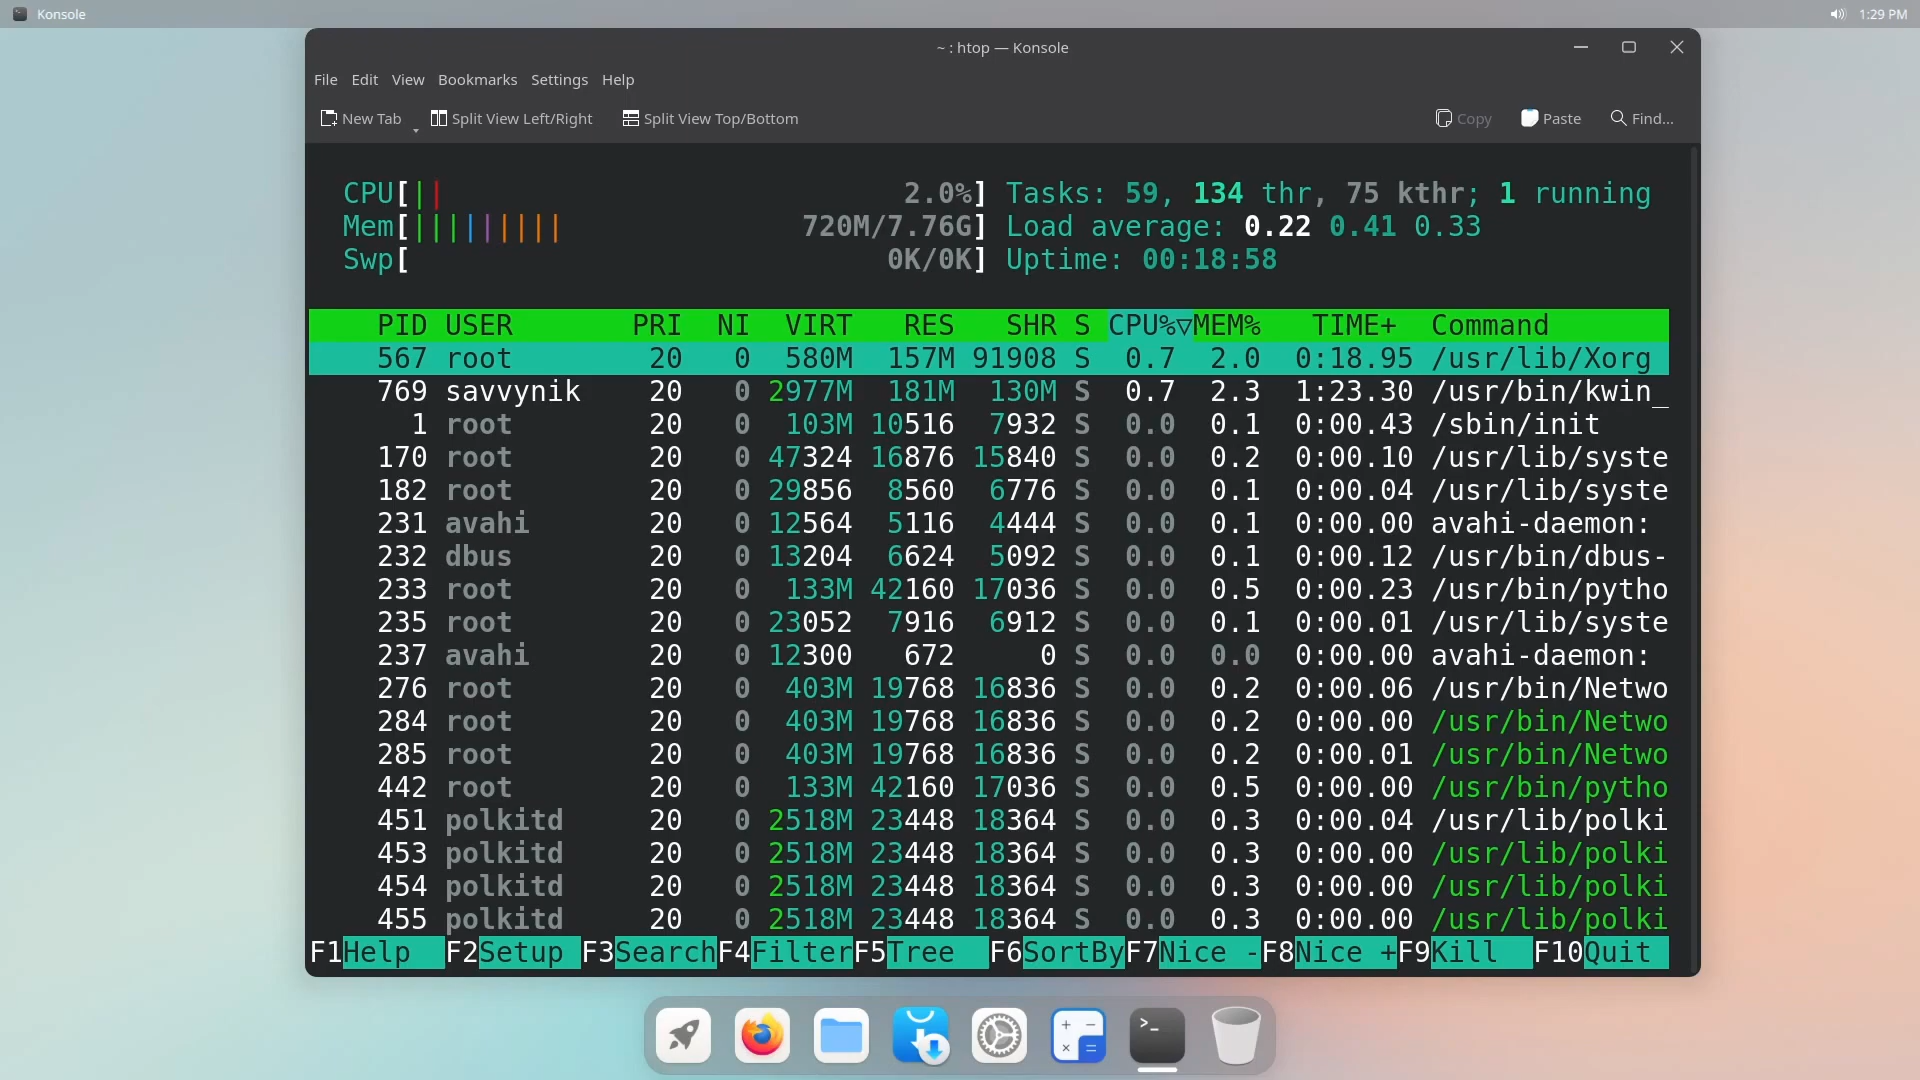 Konsole 1:29 PM
~ : htop — Konsole
File Edit View Bookmarks Settings Help
New Tab Split View Left/Right Split View Top/Bottom Copy Paste Find...
CPU[|| 2.0%] Tasks: 59, 134 thr, 75 kthr; 1 running
Mem[||||||||| 720M/7.76G] Load average: 0.22 0.41 0.33
Swp[ 0K/0K] Uptime: 00:18:58
PID USER PRI NI VIRT RES SHR S CPU%▽MEM% TIME+ Command
567 root 20 0 580M 157M 91908 S 0.7 2.0 0:18.95 /usr/lib/Xorg
769 savvynik 20 0 2977M 181M 130M S 0.7 2.3 1:23.30 /usr/bin/kwin_
1 root 20 0 103M 10516 7932 S 0.0 0.1 0:00.43 /sbin/init
170 root 20 0 47324 16876 15840 S 0.0 0.2 0:00.10 /usr/lib/syste
182 root 20 0 29856 8560 6776 S 0.0 0.1 0:00.04 /usr/lib/syste
231 avahi 20 0 12564 5116 4444 S 0.0 0.1 0:00.00 avahi-daemon:
232 dbus 20 0 13204 6624 5092 S 0.0 0.1 0:00.12 /usr/bin/dbus-
233 root 20 0 133M 42160 17036 S 0.0 0.5 0:00.23 /usr/bin/pytho
235 root 20 0 23052 7916 6912 S 0.0 0.1 0:00.01 /usr/lib/syste
237 avahi 20 0 12300 672 0 S 0.0 0.0 0:00.00 avahi-daemon:
276 root 20 0 403M 19768 16836 S 0.0 0.2 0:00.06 /usr/bin/Netwo
284 root 20 0 403M 19768 16836 S 0.0 0.2 0:00.00 /usr/bin/Netwo
285 root 20 0 403M 19768 16836 S 0.0 0.2 0:00.01 /usr/bin/Netwo
442 root 20 0 133M 42160 17036 S 0.0 0.5 0:00.00 /usr/bin/pytho
451 polkitd 20 0 2518M 23448 18364 S 0.0 0.3 0:00.04 /usr/lib/polki
453 polkitd 20 0 2518M 23448 18364 S 0.0 0.3 0:00.00 /usr/lib/polki
454 polkitd 20 0 2518M 23448 18364 S 0.0 0.3 0:00.00 /usr/lib/polki
455 polkitd 20 0 2518M 23448 18364 S 0.0 0.3 0:00.00 /usr/lib/polki
F1Help F2Setup F3SearchF4FilterF5Tree F6SortByF7Nice -F8Nice +F9Kill F10Quit